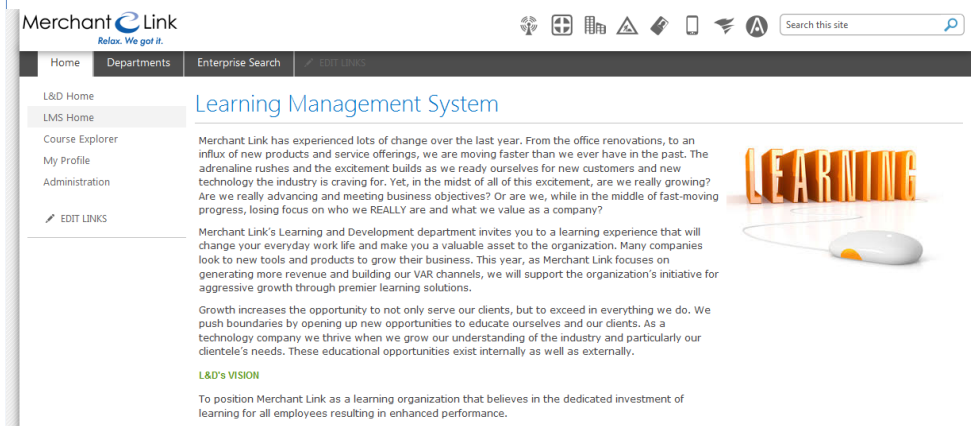 Merchant Link
Relax. We got it.
Search this site
Home Departments Enterprise Search EDIT LINKS
L&D Home
LMS Home
Course Explorer
My Profile
Administration
EDIT LINKS
Learning Management System
Merchant Link has experienced lots of change over the last year. From the office renovations, to an
influx of new products and service offerings, we are moving faster than we ever have in the past. The
adrenaline rushes and the excitement builds as we ready ourselves for new customers and new
technology the industry is craving for. Yet, in the midst of all of this excitement, are we really growing?
Are we really advancing and meeting business objectives? Or are we, while in the middle of fast-moving
progress, losing focus on who we REALLY are and what we value as a company?
Merchant Link's Learning and Development department invites you to a learning experience that will
change your everyday work life and make you a valuable asset to the organization. Many companies
look to new tools and products to grow their business. This year, as Merchant Link focuses on
generating more revenue and building our VAR channels, we will support the organization's initiative for
aggressive growth through premier learning solutions.
Growth increases the opportunity to not only serve our clients, but to exceed in everything we do. We
push boundaries by opening up new opportunities to educate ourselves and our clients. As a
technology company we thrive when we grow our understanding of the industry and particularly our
clientele's needs. These educational opportunities exist internally as well as externally.
L&D's VISION
To position Merchant Link as a learning organization that believes in the dedicated investment of
learning for all employees resulting in enhanced performance.
LEARNING